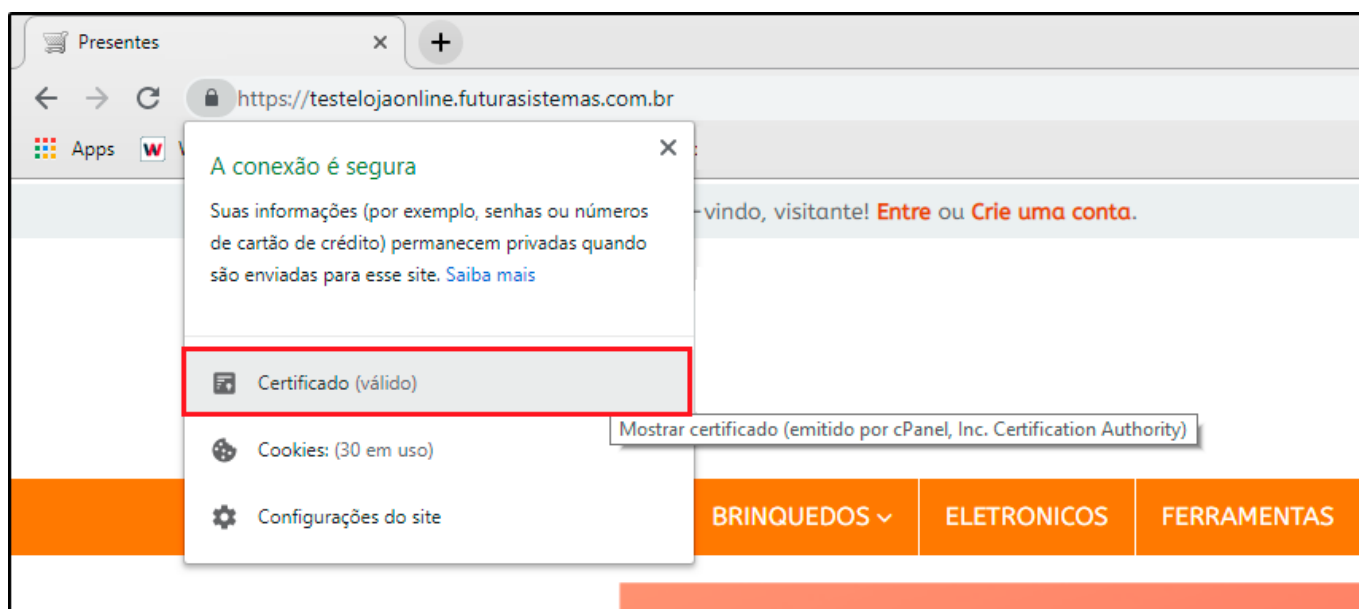 Presentes
https://testelojaonline.futurasistemas.com.br
Apps
A conexão é segura
Suas informações (por exemplo, senhas ou números
de cartão de crédito) permecem privadas quando
são enviadas para esse site. Saiba mais
-vindo, visitante! Entre ou Crie uma conta.
Certificado (válido)
Mostrar certificado (emitido por cPanel, Inc. Certification Authority)
Cookies: (30 em uso)
Configurações do site
BRINQUEDOS ELETRONICOS FERRAMENTAS